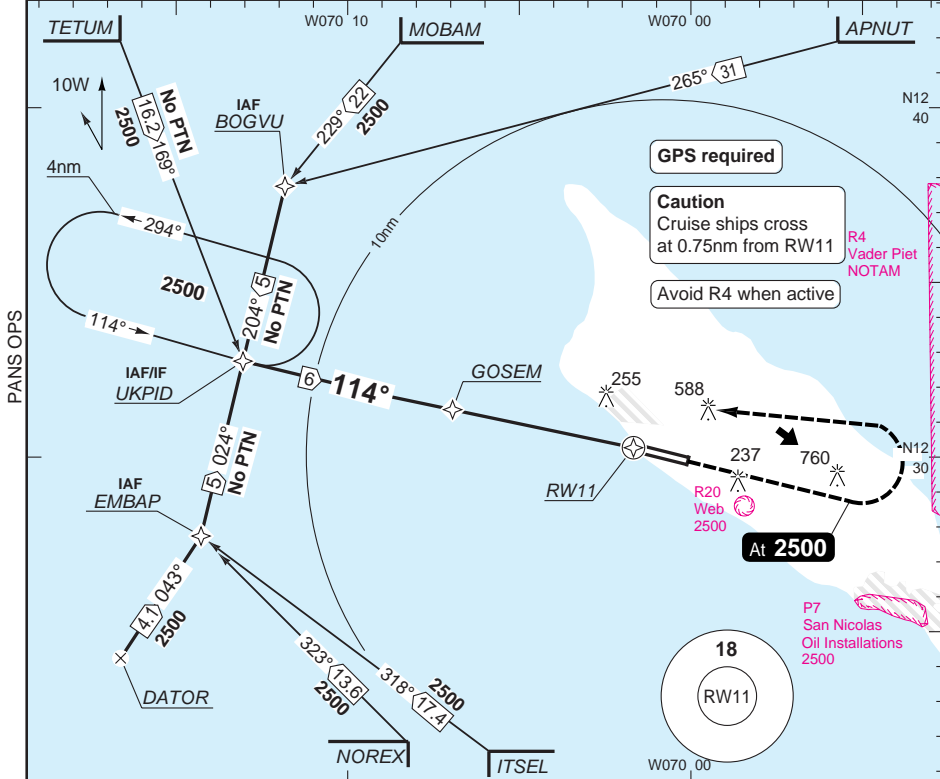 W070 10
W070 00
TETUM
MOBAM
APNUT
10W
No PTN
16.2 169°
2500
IAF
BOGVU
229° 22
2500
265° 31
N12
40
4nm
294°
10nm
GPS required
Caution
Cruise ships cross
at 0.75nm from RW11
R4
Vader Piet
NOTAM
Avoid R4 when active
2500
204° 5
No PTN
114°
PANS OPS
IAF/IF
UKPID
6
114°
GOSEM
255
588
237
760
N12
30
5 024°
No PTN
IAF
EMBAP
RW11
R20
Web
2500
At 2500
4.1 043°
2500
P7
San Nicolas
Oil Installations
2500
18
RW11
323° 13.6
2500
318° 17.4
2500
DATOR
NOREX
ITSEL
W070 00